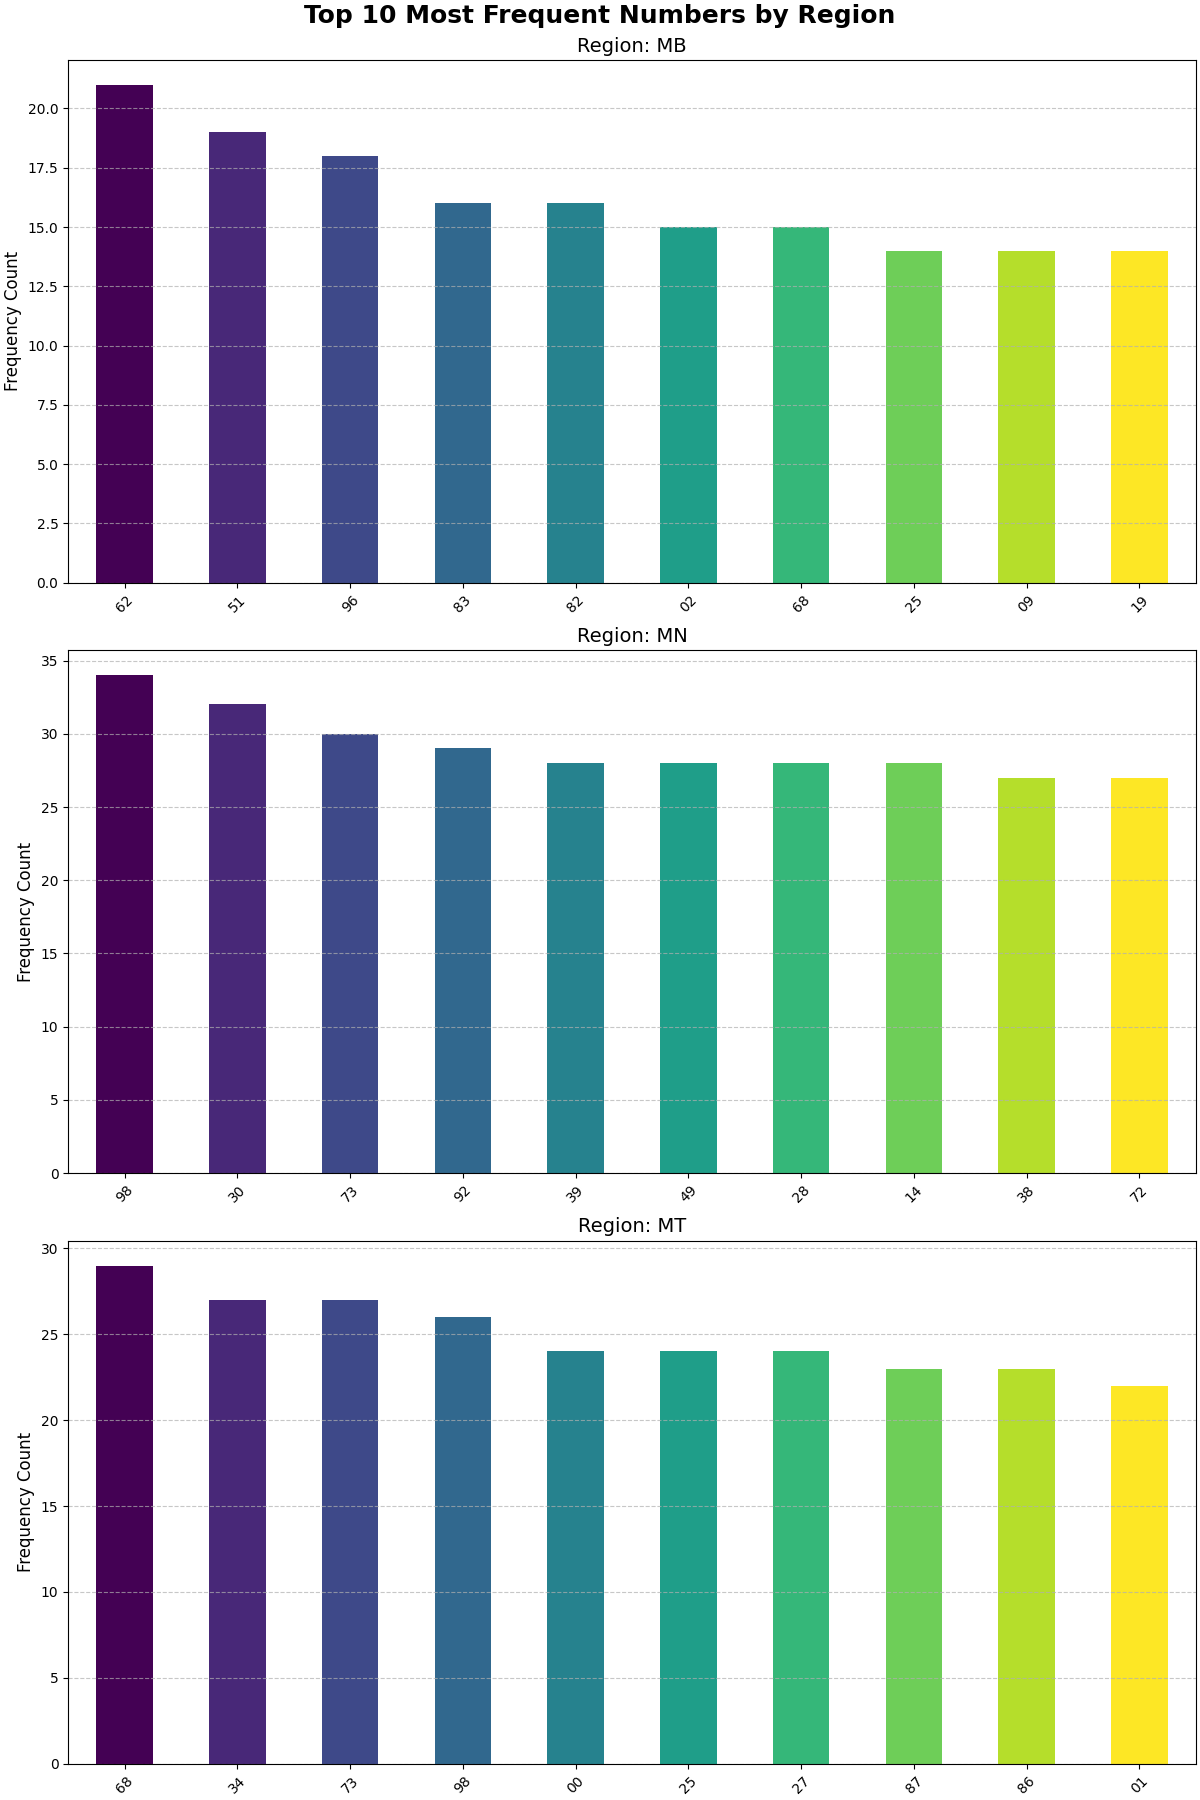 Top 10 Most Frequent Numbers by Region
Region: MB
Frequency Count
20.0
17.5
15.0
12.5
10.0
7.5
5.0
2.5
0.0
62 51 96 83 82 02 68 25 09 19
Region: MN
Frequency Count
35
30
25
20
15
10
5
0
98 30 73 92 39 49 28 14 38 72
Region: MT
Frequency Count
30
25
20
15
10
5
0
68 34 73 98 00 25 27 87 86 01